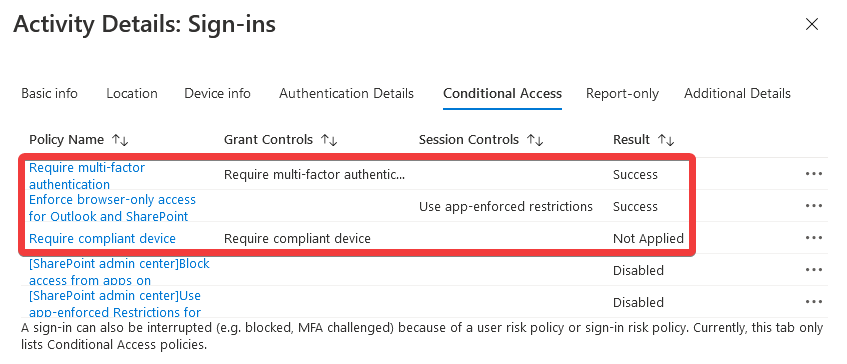 Activity Details: Sign-ins
Basic info Location Device info Authentication Details Conditional Access Report-only Additional Details
Policy Name Grant Controls Session Controls Result
Require multi-factor
authentication Require multi-factor authentic... Success
Enforce browser-only access
for Outlook and SharePoint Use app-enforced restrictions Success
Require compliant device Require compliant device Not Applied
[SharePoint admin center]Block
access from apps on Disabled
[SharePoint admin center]Use
app-enforced Restrictions for Disabled
A sign-in can also be interrupted (e.g. blocked, MFA challenged) because of a user risk policy or sign-in risk policy. Currently, this tab only
lists Conditional Access policies.